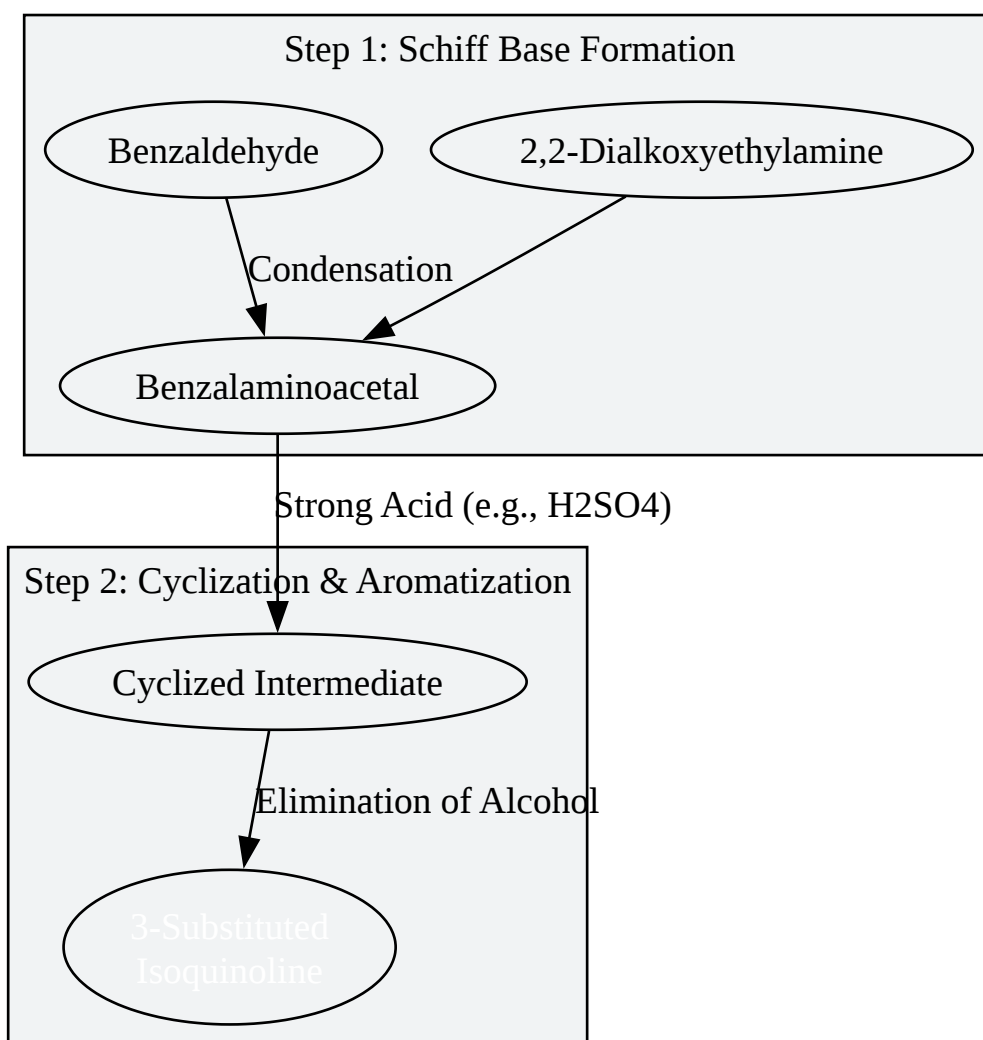 Step 1: Schiff Base Formation
Benzaldehyde
2,2-Dialkoxyethylamine
Condensation
Benzalaminoacetal
Strong Acid (e.g., H2SO4)
Step 2: Cyclization & Aromatization
Cyclized Intermediate
Elimination of Alcohol
3-Substituted
Isoquinoline